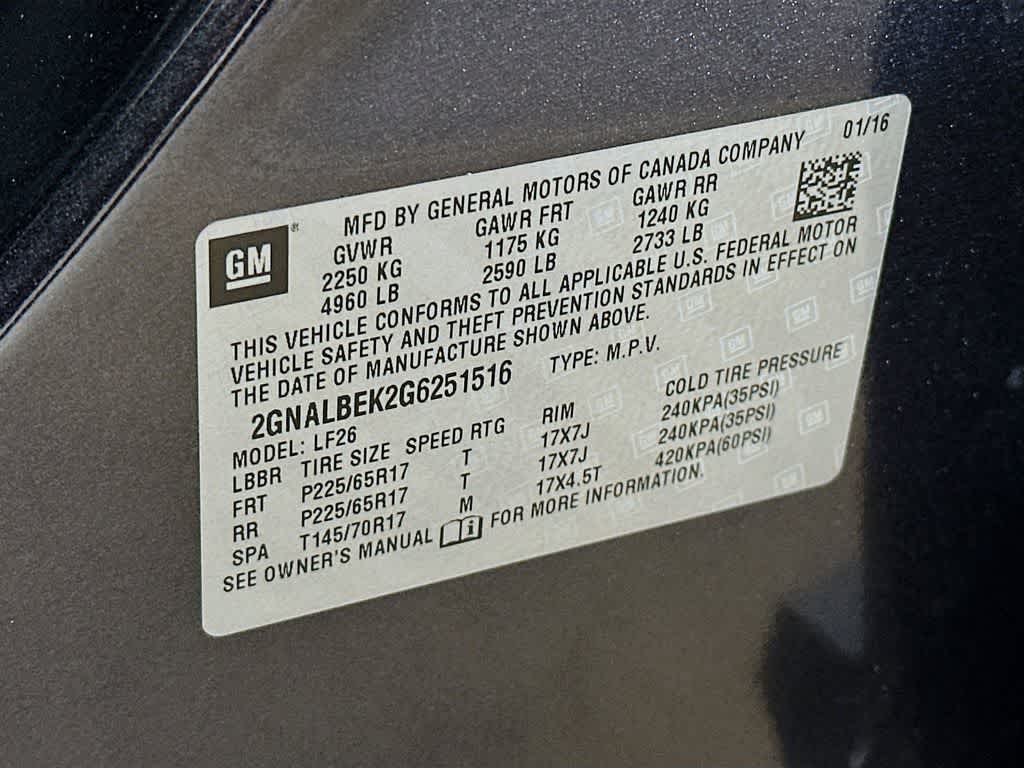 MFD BY GENERAL MOTORS OF CANADA COMPANY 01/16
GM®
GVWR GAWR FRT GAWR RR
2250 KG 1175 KG 1240 KG
4960 LB 2590 LB 2733 LB
THIS VEHICLE CONFORMS TO ALL APPLICABLE U.S. FEDERAL MOTOR
VEHICLE SAFETY AND THEFT PREVENTION STANDARDS IN EFFECT ON
THE DATE OF MANUFACTURE SHOWN ABOVE.
2GNALBEK2G6251516 TYPE: M.P.V.
MODEL: LF26
LBBR TIRE SIZE SPEED RTG RIM COLD TIRE PRESSURE
FRT P225/65R17 T 17X7J 240KPA(35PSI)
RR P225/65R17 T 17X7J 240KPA(35PSI)
SPA T145/70R17 M 17X4.5T 420KPA(60PSI)
SEE OWNER'S MANUAL i FOR MORE INFORMATION.